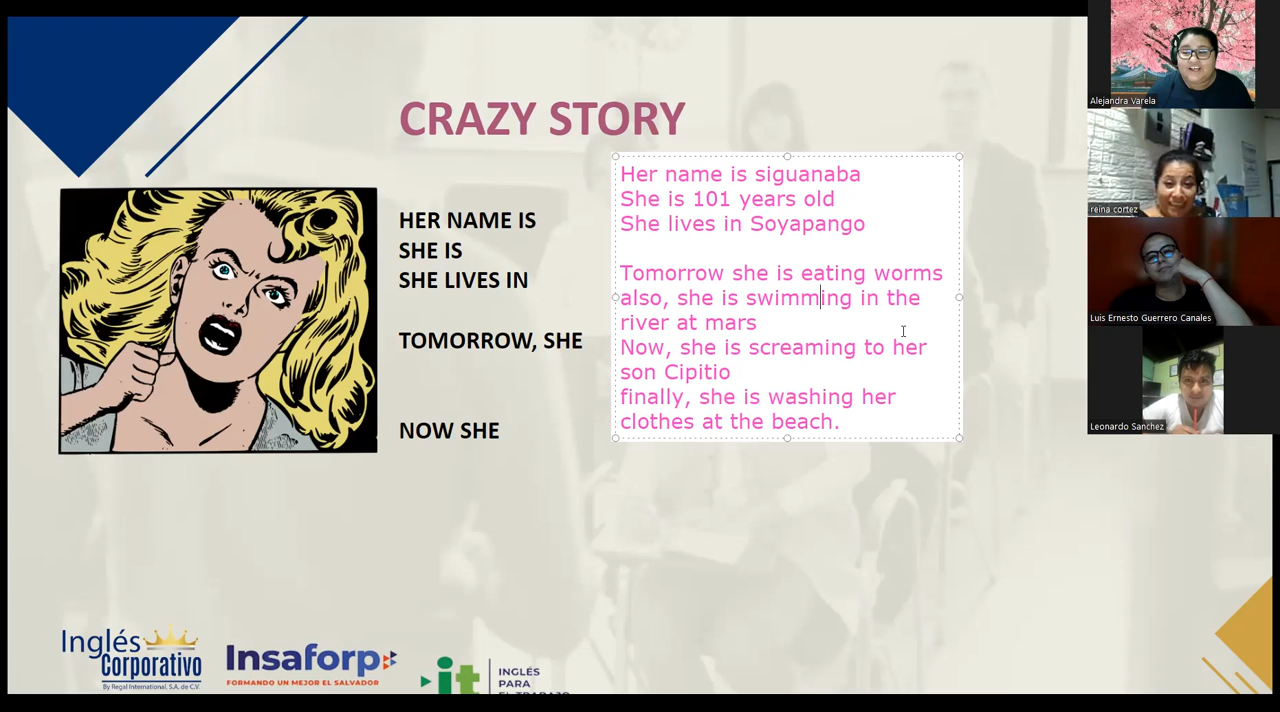 CRAZY STORY
HER NAME IS
SHE IS
SHE LIVES IN
TOMORROW, SHE
NOW SHE
Her name is siguanaba
She is 101 years old
She lives in Soyapango
Tomorrow she is eating worms
also, she is swimming in the
river at mars
Now, she is screaming to her
son Cipitio
finally, she is washing her
clothes at the beach.
Alejandra Varela
reina cortez
Luis Ernesto Guerrero Canales
Leonardo Sanchez
Inglés
Corporativo
By Regal International, S.A. de C.V.
Insaforp
FORMANDO UN MEJOR EL SALVADOR
it
INGLÉS
PARA
EL TRABAJO